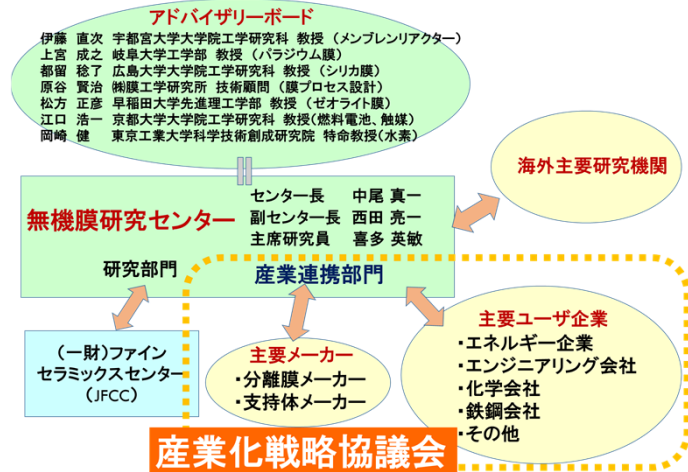 アドバイザリーボード
伊藤 直次 宇都宮大学大学院工学研究科 教授 (メンブレンリアクター)
上宮 成之 岐阜大学工学部 教授 (パラジウム膜)
都留 稔了 広島大学大学院工学研究科 教授 (シリカ膜)
原谷 賢治 ㈱膜工学研究所 技術顧問 (膜プロセス設計)
松方 正彦 早稲田大学先進理工学部 教授 (ゼオライト膜)
江口 浩一 京都大学大学院工学研究科 教授(燃料電池、触媒)
岡崎 健 東京工業大学科学技術創成研究院 特命教授(水素)
海外主要研究機関
無機膜研究センター
センター長 中尾 真一
副センター長 西田 亮一
主席研究員 喜多 英敏
研究部門
産業連携部門
(一財)ファイン
セラミックスセンター
(JFCC)
主要メーカー
・分離膜メーカー
・支持体メーカー
主要ユーザ企業
・エネルギー企業
・エンジニアリング会社
・化学会社
・鉄鋼会社
・その他
産業化戦略協議会